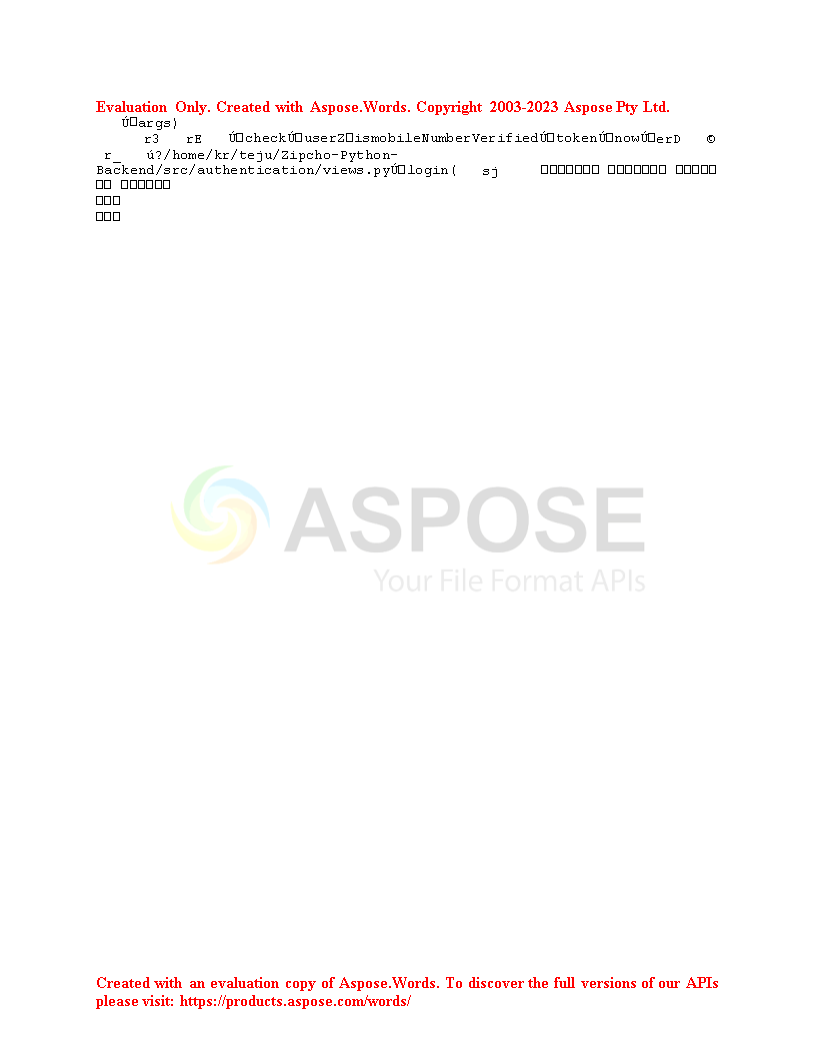 Evaluation Only. Created with Aspose.Words. Copyright 2003-2023 Aspose Pty Ltd.
Ú□args)
r3 rE Ú□checkÚ□userZ□ismobileNumberVerifiedÚ□tokenÚ□nowÚ□erD ©
r_ ú?/home/kr/teju/Zipcho-Python-
Backend/src/authentication/views.pyÚ□login( sj □□□□□□□ □□□□□□□ □□□□□
□□ □□□□□□
□□□
□□□
ASPOSE
Your File Format APIs
Created with an evaluation copy of Aspose.Words. To discover the full versions of our APIs
please visit: https://products.aspose.com/words/